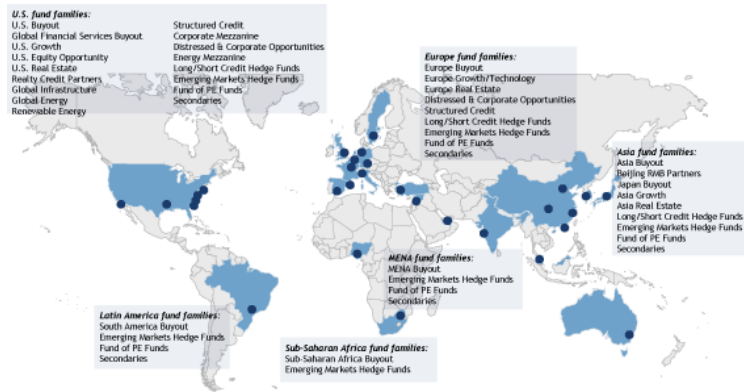 U.S. fund families:
U.S. Buyout
Global Financial Services Buyout
U.S. Growth
U.S. Equity Opportunity
U.S. Real Estate
Realty Credit Partners
Global Infrastructure
Global Energy
Renewable Energy
Structured Credit
Corporate Mezzanine
Distressed & Corporate Opportunities
Energy Mezzanine
Long/Short Credit Hedge Funds
Emerging Markets Hedge Funds
Fund of PE Funds
Secondaries
Europe fund families:
Europe Buyout
Europe Growth/Technology
Europe Real Estate
Distressed & Corporate Opportunities
Structured Credit
Long/Short Credit Hedge Funds
Emerging Markets Hedge Funds
Fund of PE Funds
Secondaries
Asia fund families:
Asia Buyout
Beijing RMB Partners
Japan Buyout
Asia Growth
Asia Real Estate
Long/Short Credit Hedge Funds
Emerging Markets Hedge Funds
Fund of PE Funds
Secondaries
MENA fund families:
MENA Buyout
Emerging Markets Hedge Funds
Fund of PE Funds
Secondaries
Latin America fund families:
South America Buyout
Emerging Markets Hedge Funds
Fund of PE Funds
Secondaries
Sub-Saharan Africa fund families:
Sub-Saharan Africa Buyout
Emerging Markets Hedge Funds